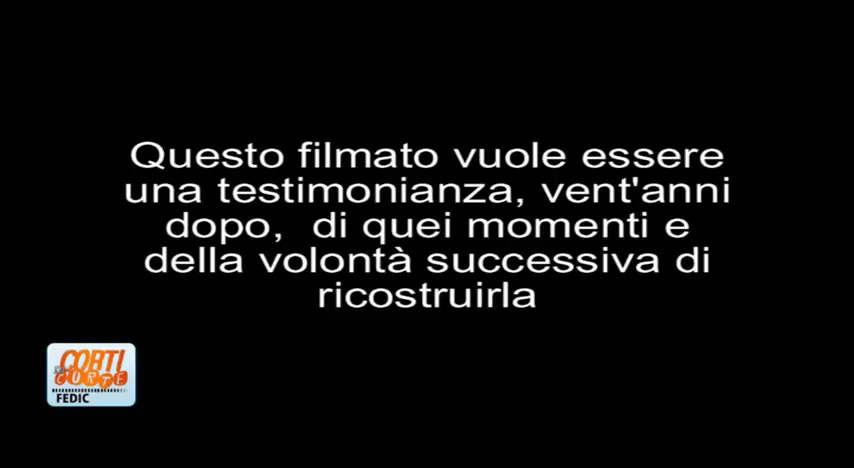 Questo filmato vuole essere
una testimonianza, vent'anni
dopo,  di quei momenti e
della volontà successiva di
ricostruirla
CORTI
CORTE
FEDIC